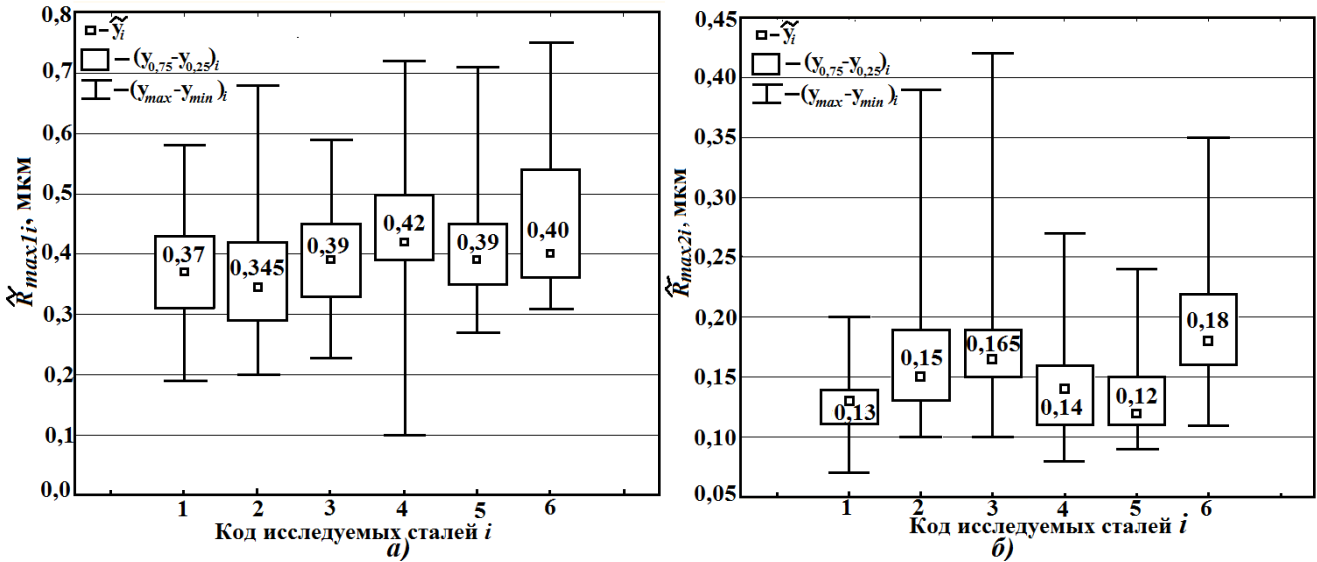 0,8
0,7
0,6
0,5
0,4
0,3
0,2
0,1
0,0
R̃max1i, мкм
– ỹi
– (y0,75–y0,25)i
– (ymax–ymin)i
0,37
0,345
0,39
0,42
0,39
0,40
1 2 3 4 5 6
Код исследуемых сталей i
а)
0,45
0,40
0,35
0,30
0,25
0,20
0,15
0,10
0,05
R̃max2i, мкм
– ỹi
– (y0,75–y0,25)i
– (ymax–ymin)i
0,13
0,15
0,165
0,14
0,12
0,18
1 2 3 4 5 6
Код исследуемых сталей i
б)